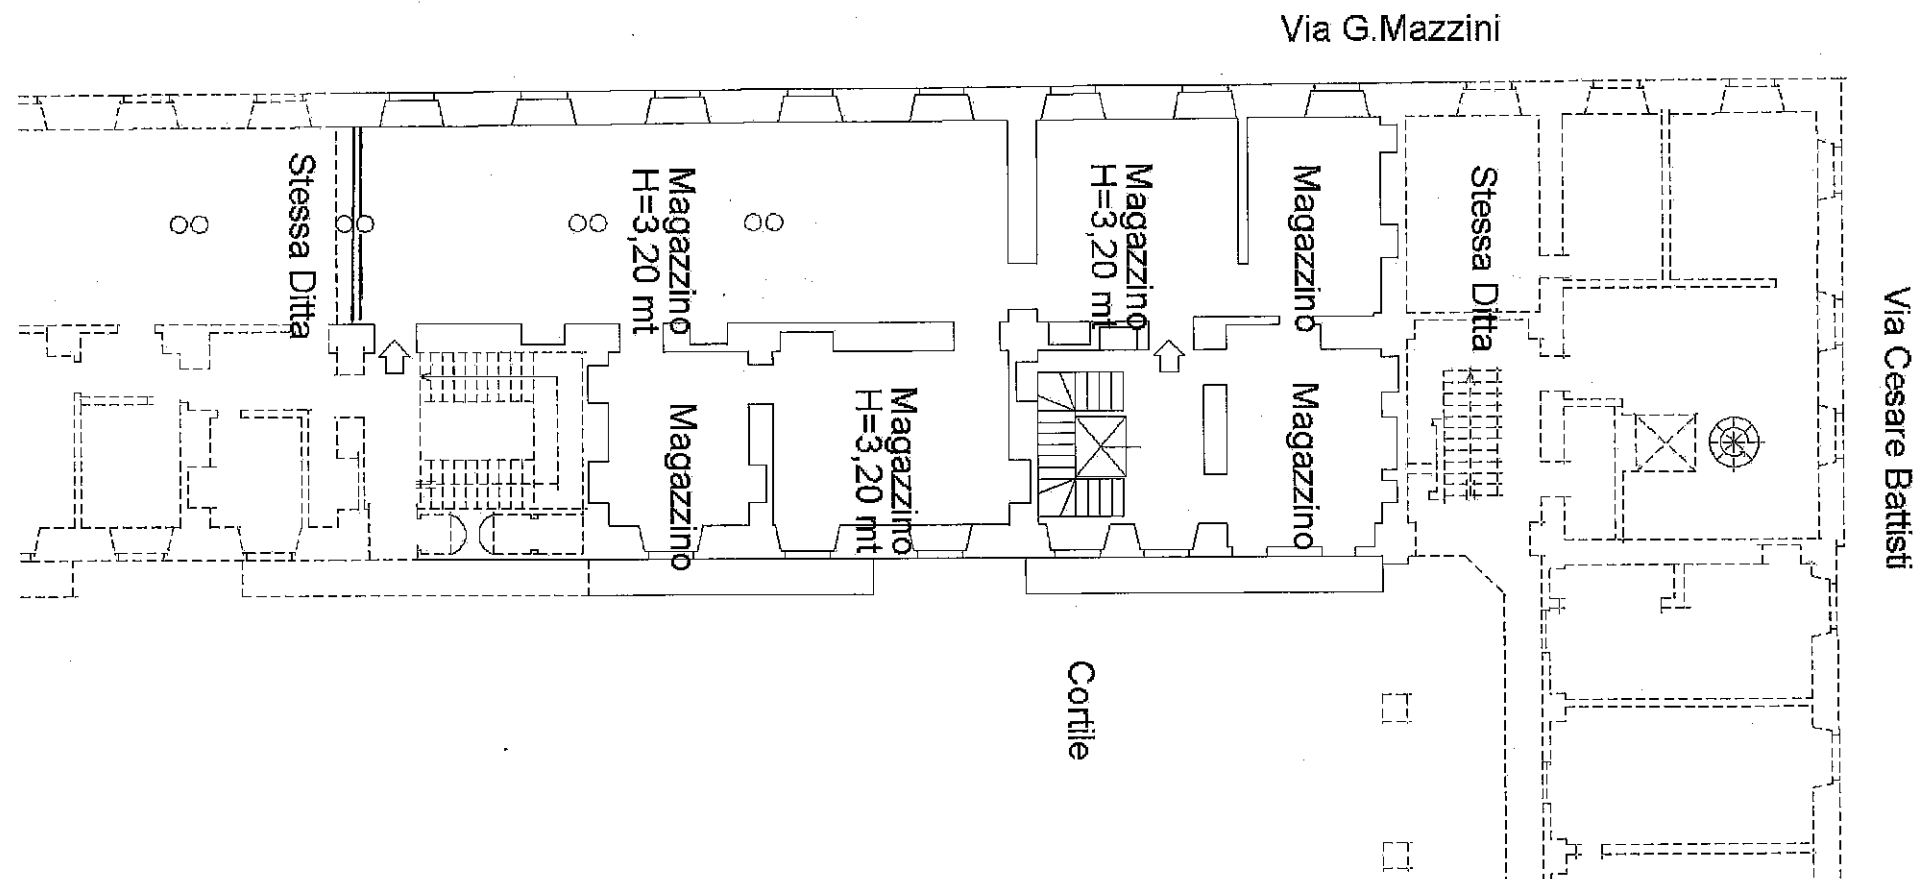 Via G.Mazzini
Stessa Ditta
Magazzino
H=3,20 mt
Magazzino
H=3,20 mt
Magazzino
Stessa Ditta
Via Cesare Battisti
Magazzino
Magazzino
H=3,20 mt
Magazzino
Cortile